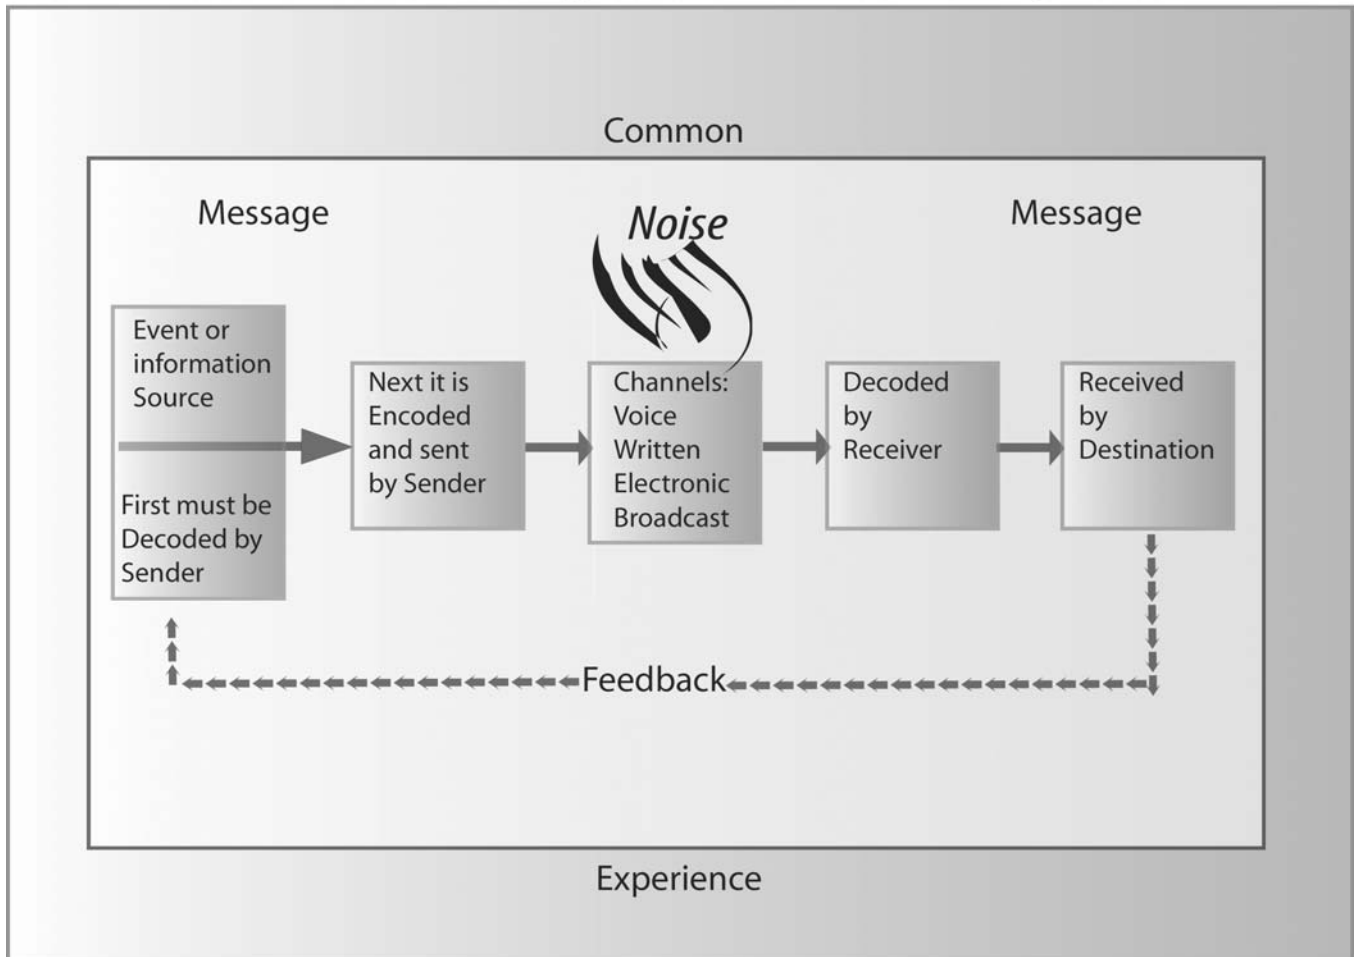 Common
Message
Noise
Message
Event or
information
Source
First must be
Decoded by
Sender
Next it is
Encoded
and sent
by Sender
Channels:
Voice
Written
Electronic
Broadcast
Decoded
by
Receiver
Received
by
Destination
Feedback
Experience